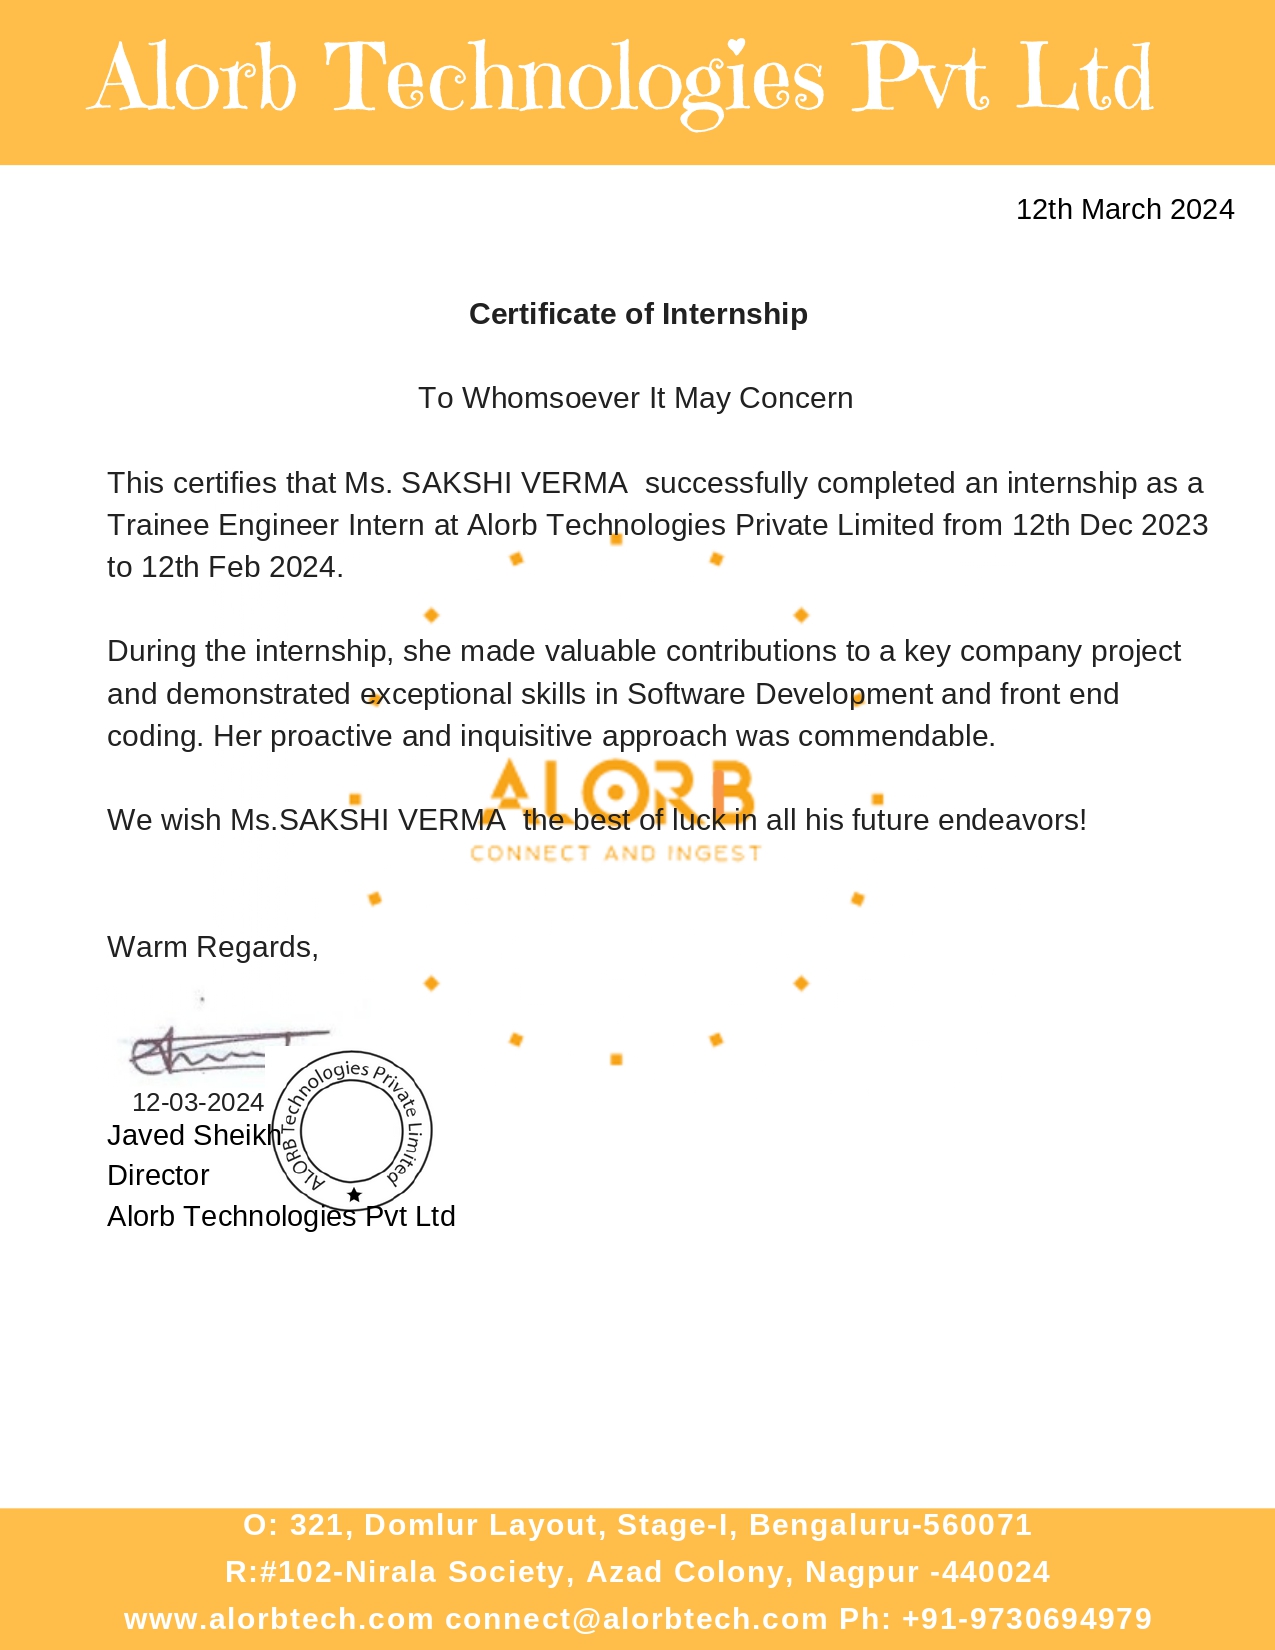 Alorb Technologies Pvt Ltd
12th March 2024
Certificate of Internship
To Whomsoever It May Concern
This certifies that Ms. SAKSHI VERMA  successfully completed an internship as a
Trainee Engineer Intern at Alorb Technologies Private Limited from 12th Dec 2023
to 12th Feb 2024.
During the internship, she made valuable contributions to a key company project
and demonstrated exceptional skills in Software Development and front end
coding. Her proactive and inquisitive approach was commendable.
ALORB
We wish Ms.SAKSHI VERMA  the best of luck in all his future endeavors!
CONNECT AND INGEST
Warm Regards,
12-03-2024
ALORB Technologies Private Limited
Javed Sheikh
Director
Alorb Technologies Pvt Ltd
O: 321, Domlur Layout, Stage-I, Bengaluru-560071
R:#102-Nirala Society, Azad Colony, Nagpur -440024
www.alorbtech.com connect@alorbtech.com Ph: +91-9730694979